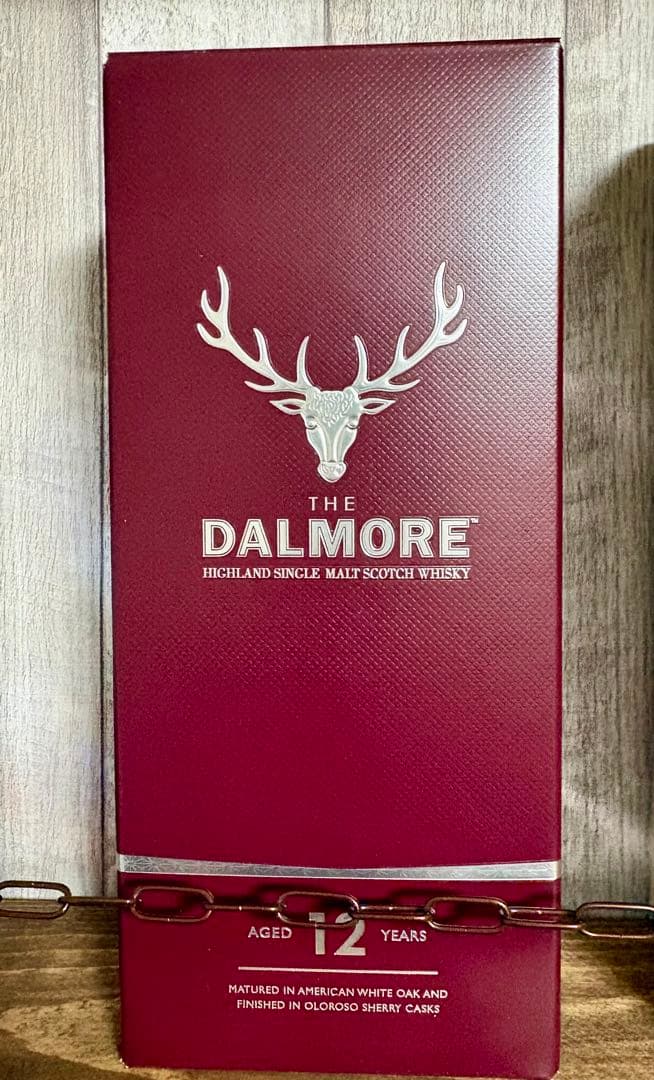 THE
DALMORE™
HIGHLAND SINGLE MALT SCOTCH WHISKY
AGED 12 YEARS
MATURED IN AMERICAN WHITE OAK AND
FINISHED IN OLOROSO SHERRY CASKS